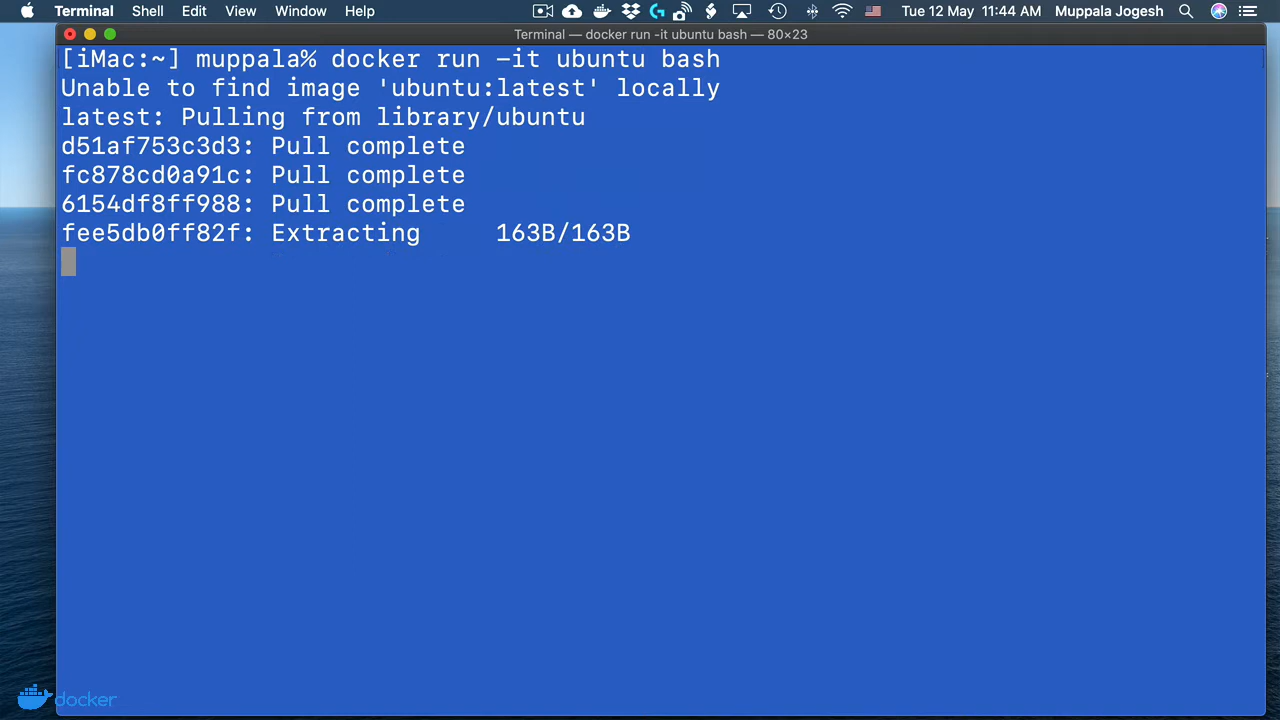 Terminal Shell Edit View Window Help Tue 12 May 11:44 AM Muppala Jogesh
Terminal — docker run -it ubuntu bash — 80×23
[iMac:~] muppala% docker run -it ubuntu bash
Unable to find image 'ubuntu:latest' locally
latest: Pulling from library/ubuntu
d51af753c3d3: Pull complete
fc878cd0a91c: Pull complete
6154df8ff988: Pull complete
fee5db0ff82f: Extracting     163B/163B
docker